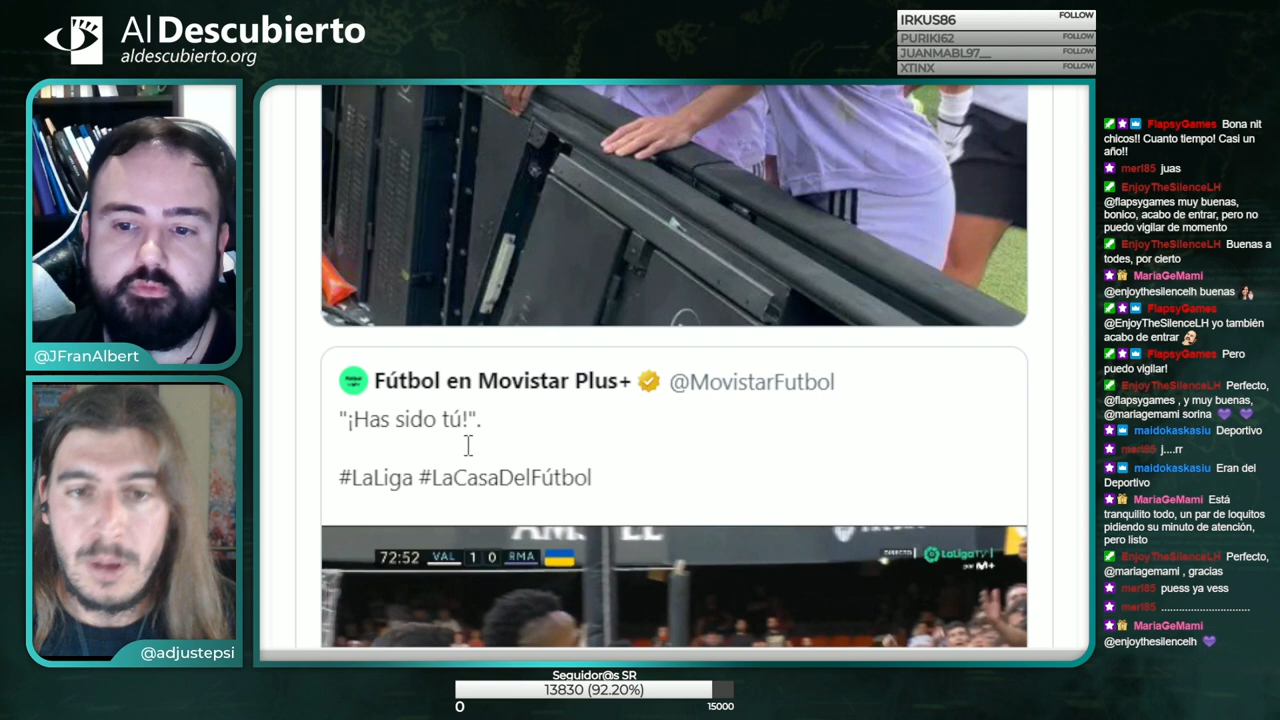 Al Descubierto
aldescubierto.org
IRKUS86 FOLLOW
PURIKI62 FOLLOW
JUANMABL97__ FOLLOW
XTINX FOLLOW
@JFranAlbert
@adjustepsi
Fútbol en Movistar Plus+ @MovistarFutbol
"¡Has sido tú!".
#LaLiga #LaCasaDelFútbol
72:52 VAL 1 0 RMA
DIRECTO LaLigaTV
por M+
FlapsyGames Bona nit
chicos!! Cuanto tiempo! Casi un
año!!
merl85 juas
EnjoyTheSilenceLH
@flapsygames muy buenas,
bonico, acabo de entrar, pero no
puedo vigilar de momento
EnjoyTheSilenceLH Buenas a
todes, por cierto
MariaGeMami
@enjoythesilencelh buenas
FlapsyGames
@EnjoyTheSilenceLH yo también
acabo de entrar
FlapsyGames Pero
puedo vigilar!
EnjoyTheSilenceLH Perfecto,
@flapsygames , y muy buenas,
@mariagemami sorina
maidokaskasiu Deportivo
merl85 j....rr
maidokaskasiu Eran del
Deportivo
MariaGeMami Está
tranquilito todo, un par de loquitos
pidiendo su minuto de atención,
pero listo
EnjoyTheSilenceLH Perfecto,
@mariagemami , gracias
merl85 puess ya vess
merl85 ..............................
MariaGeMami
@enjoythesilencelh
Seguidor@s SR
13830 (92.20%)
0 15000